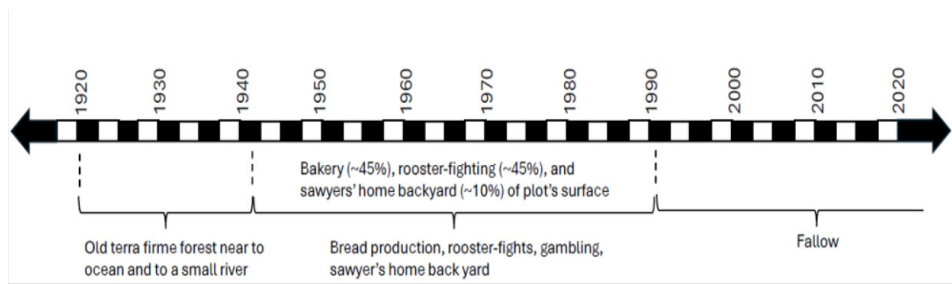 1920
1930
1940
1950
1960
1970
1980
1990
2000
2010
2020
Bakery (~45%), rooster-fighting (~45%), and
sawyers' home backyard (~10%) of plot's surface
Old terra firme forest near to
ocean and to a small river
Bread production, rooster-fights, gambling,
sawyer's home back yard
Fallow